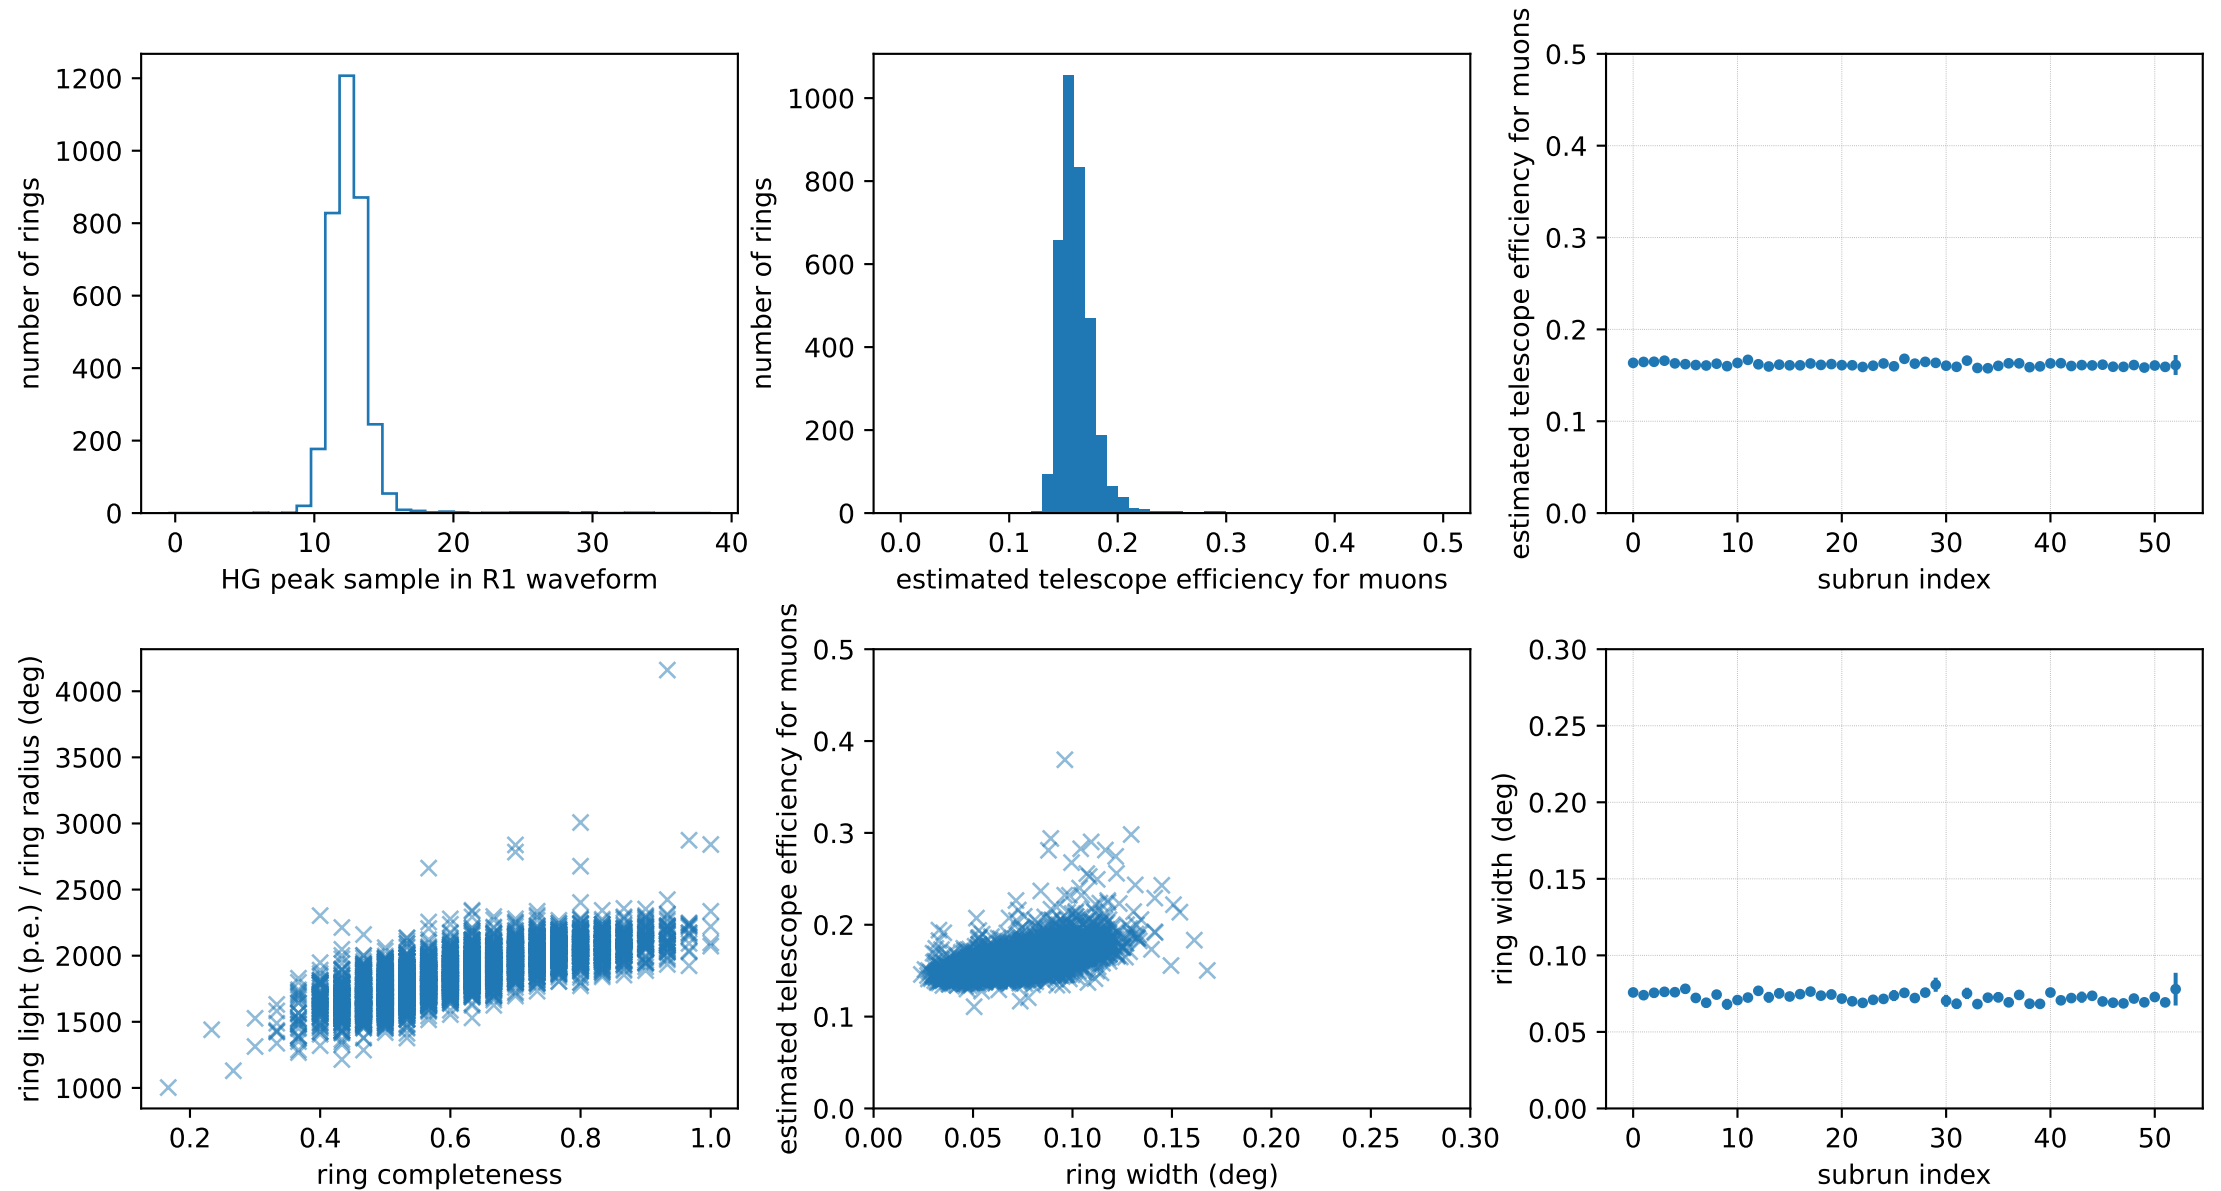 number of rings
1200
1000
800
600
400
200
0
0 10 20 30 40
HG peak sample in R1 waveform
number of rings
1000
800
600
400
200
0
0.0 0.1 0.2 0.3 0.4 0.5
estimated telescope efficiency for muons
estimated telescope efficiency for muons
0.5
0.4
0.3
0.2
0.1
0.0
0 10 20 30 40 50
subrun index
ring light (p.e.) / ring radius (deg)
4000
3500
3000
2500
2000
1500
1000
0.2 0.4 0.6 0.8 1.0
ring completeness
estimated telescope efficiency for muons
0.5
0.4
0.3
0.2
0.1
0.0
0.00 0.05 0.10 0.15 0.20 0.25 0.30
ring width (deg)
ring width (deg)
0.30
0.25
0.20
0.15
0.10
0.05
0.00
0 10 20 30 40 50
subrun index